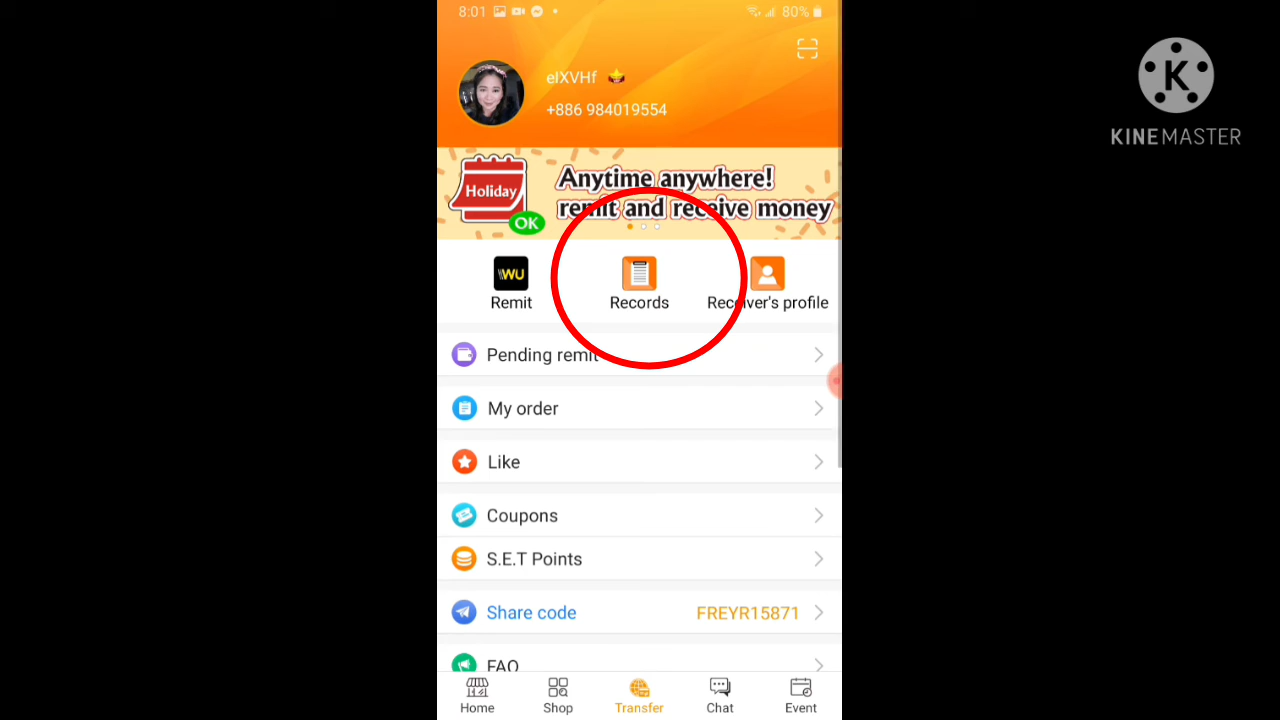 8:01
80%
eIXVHf
+886 984019554
K
KINEMASTER
Holiday
OK
Anytime anywhere!
remit and receive money
WU
Remit
Records
Receiver's profile
Pending remit
My order
Like
Coupons
S.E.T Points
Share code FREYR15871
FAQ
Home Shop Transfer Chat Event